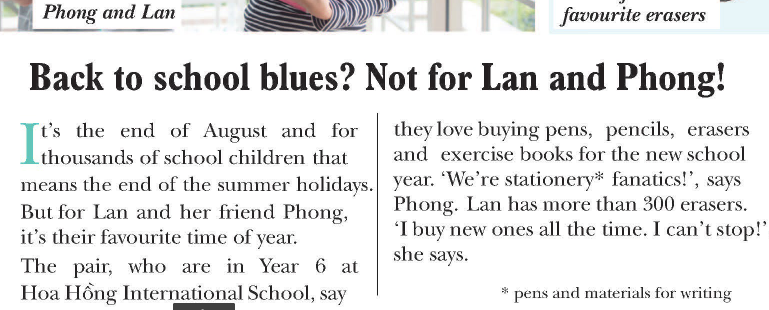 Phong and Lan
favourite erasers
Back to school blues? Not for Lan and Phong!
It's the end of August and for
thousands of school children that
means the end of the summer holidays.
But for Lan and her friend Phong,
it's their favourite time of year.
The pair, who are in Year 6 at
Hoa Hồng International School, say
they love buying pens, pencils, erasers
and exercise books for the new school
year. 'We're stationery* fanatics!', says
Phong. Lan has more than 300 erasers.
'I buy new ones all the time. I can't stop!'
she says.
* pens and materials for writing